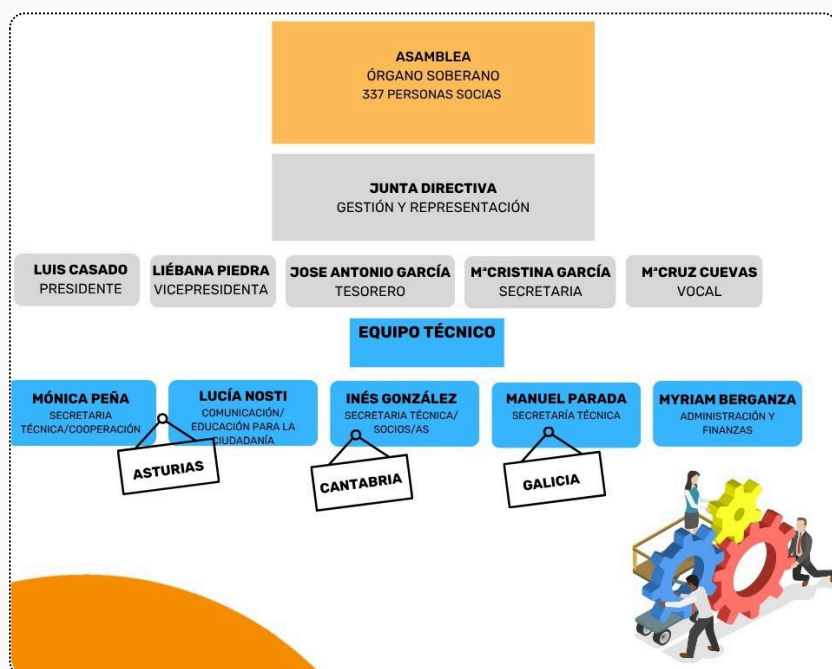 ASAMBLEA
ÓRGANO SOBERANO
337 PERSONAS SOCIAS
JUNTA DIRECTIVA
GESTIÓN Y REPRESENTACIÓN
LUIS CASADO
PRESIDENTE
LIÉBANA PIEDRA
VICEPRESIDENTA
JOSE ANTONIO GARCÍA
TESORERO
MªCRISTINA GARCÍA
SECRETARIA
MªCRUZ CUEVAS
VOCAL
EQUIPO TÉCNICO
MÓNICA PEÑA
SECRETARIA
TÉCNICA/COOPERACIÓN
LUCÍA NOSTI
COMUNICACIÓN/
EDUCACIÓN PARA LA
CIUDADANÍA
INÉS GONZÁLEZ
SECRETARIA TÉCNICA/
SOCIOS/AS
MANUEL PARADA
SECRETARÍA TÉCNICA
MYRIAM BERGANZA
ADMINISTRACIÓN Y
FINANZAS
ASTURIAS
CANTABRIA
GALICIA